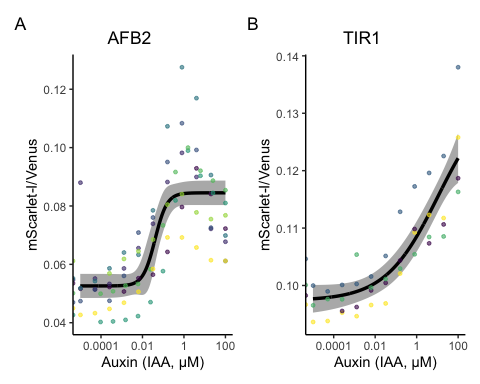 A
AFB2
mScarlet-I/Venus
0.12
0.10
0.08
0.06
0.04
0.0001
0.01
1
100
Auxin (IAA, µM)
B
TIR1
mScarlet-I/Venus
0.14
0.13
0.12
0.11
0.10
0.0001
0.01
1
100
Auxin (IAA, µM)